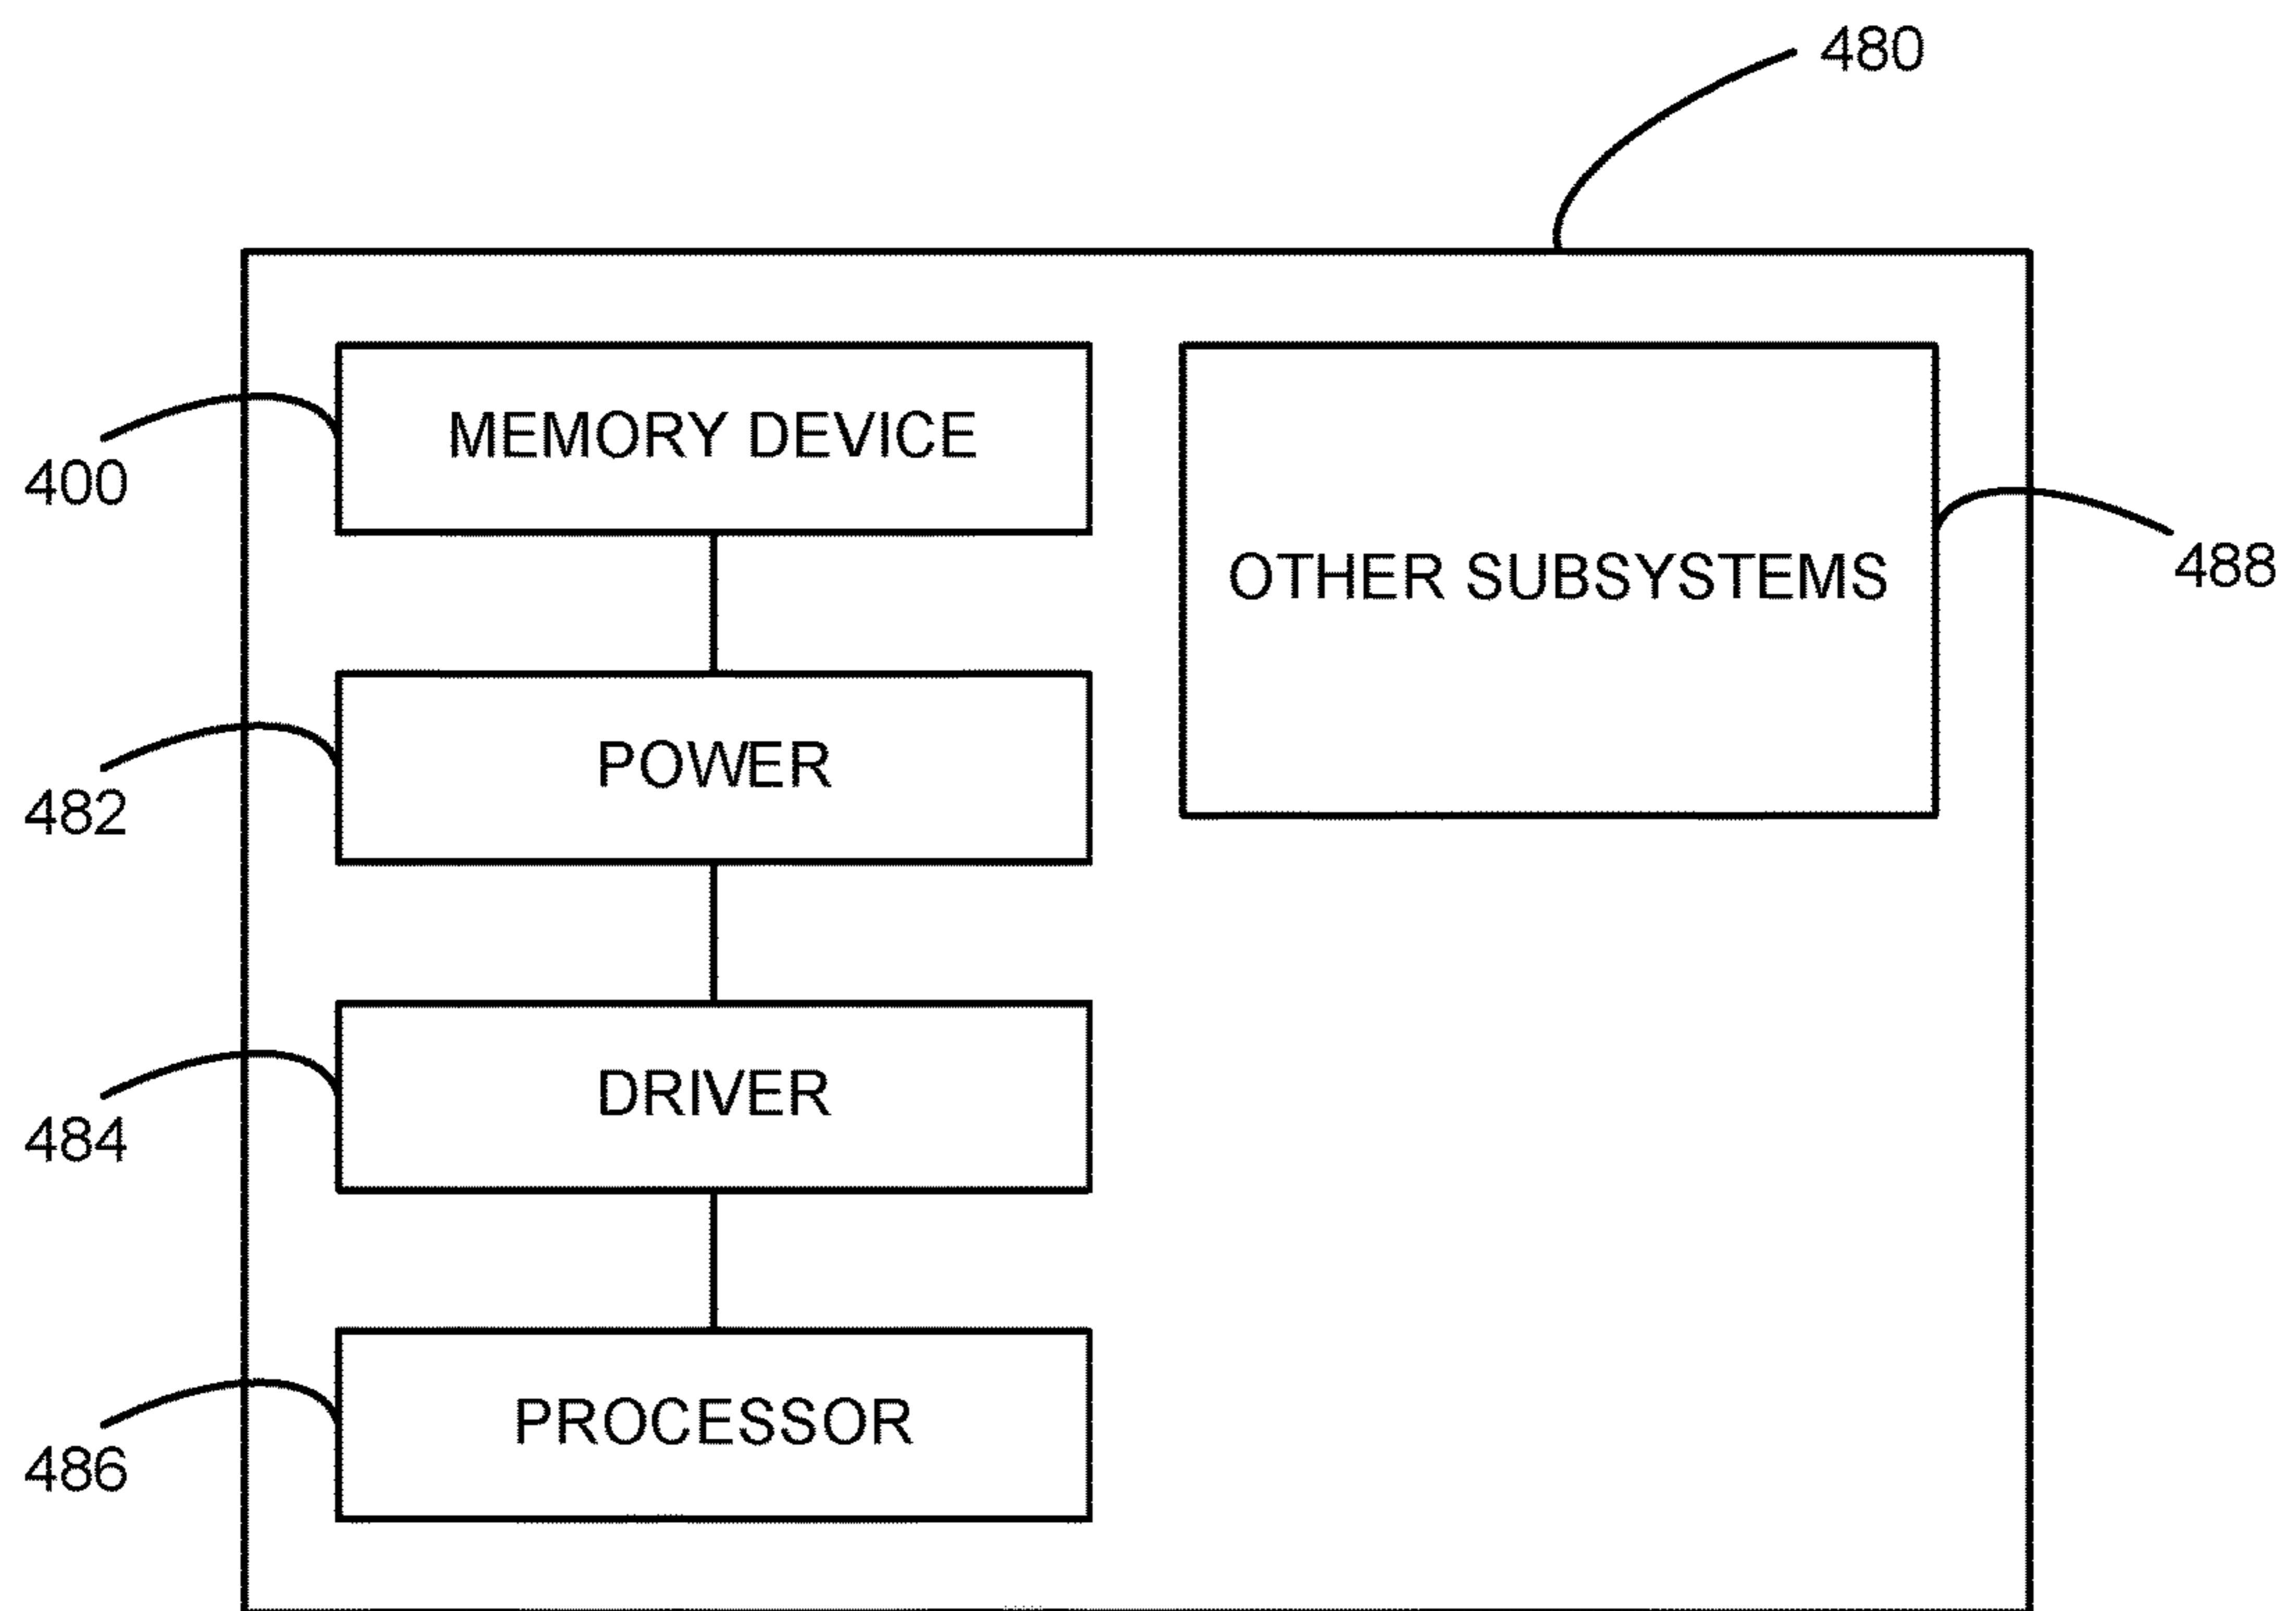 480
MEMORY DEVICE
400
OTHER SUBSYSTEMS
488
POWER
482
DRIVER
484
PROCESSOR
486